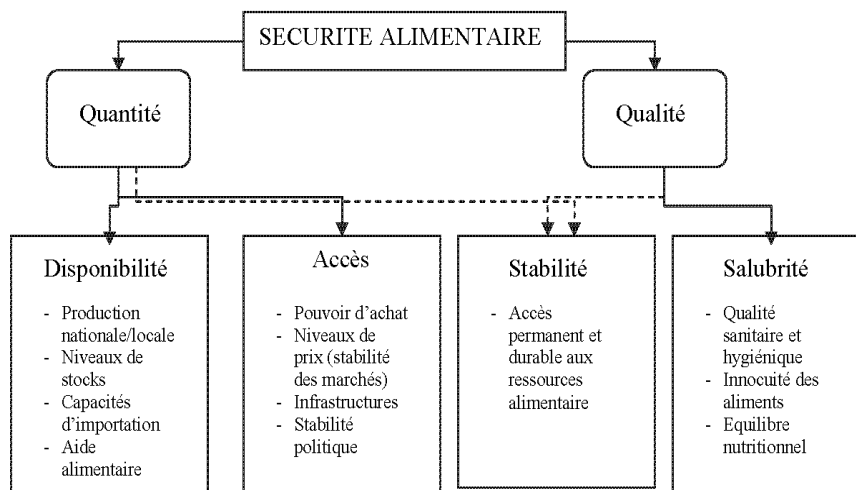 SECURITE ALIMENTAIRE
Quantité
Qualité
Disponibilité
- Production
nationale/locale
- Niveaux de
stocks
- Capacités
d'importation
- Aide
alimentaire
Accès
- Pouvoir d'achat
- Niveaux de
prix (stabilité
des marchés)
- Infrastructures
- Stabilité
politique
Stabilité
- Accès
permanent et
durable aux
ressources
alimentaire
Salubrité
- Qualité
sanitaire et
hygiénique
- Innocuité des
aliments
- Equilibre
nutritionnel